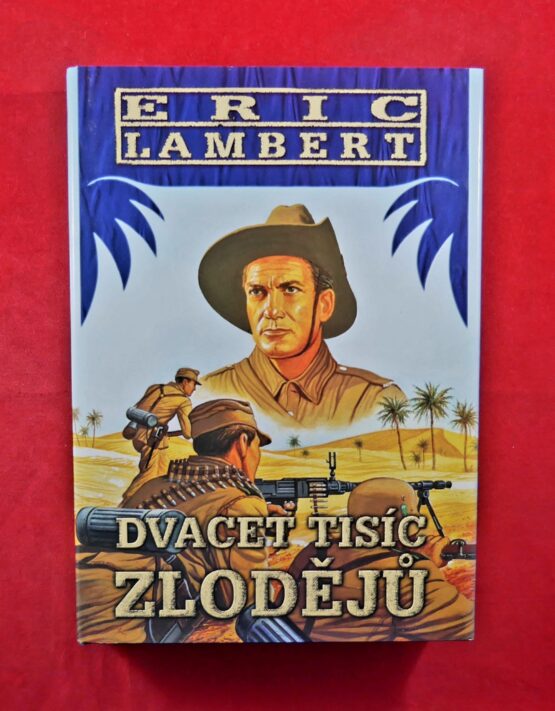 ERIC
LAMBERT
DVACET TISÍC
ZLODĚJŮ